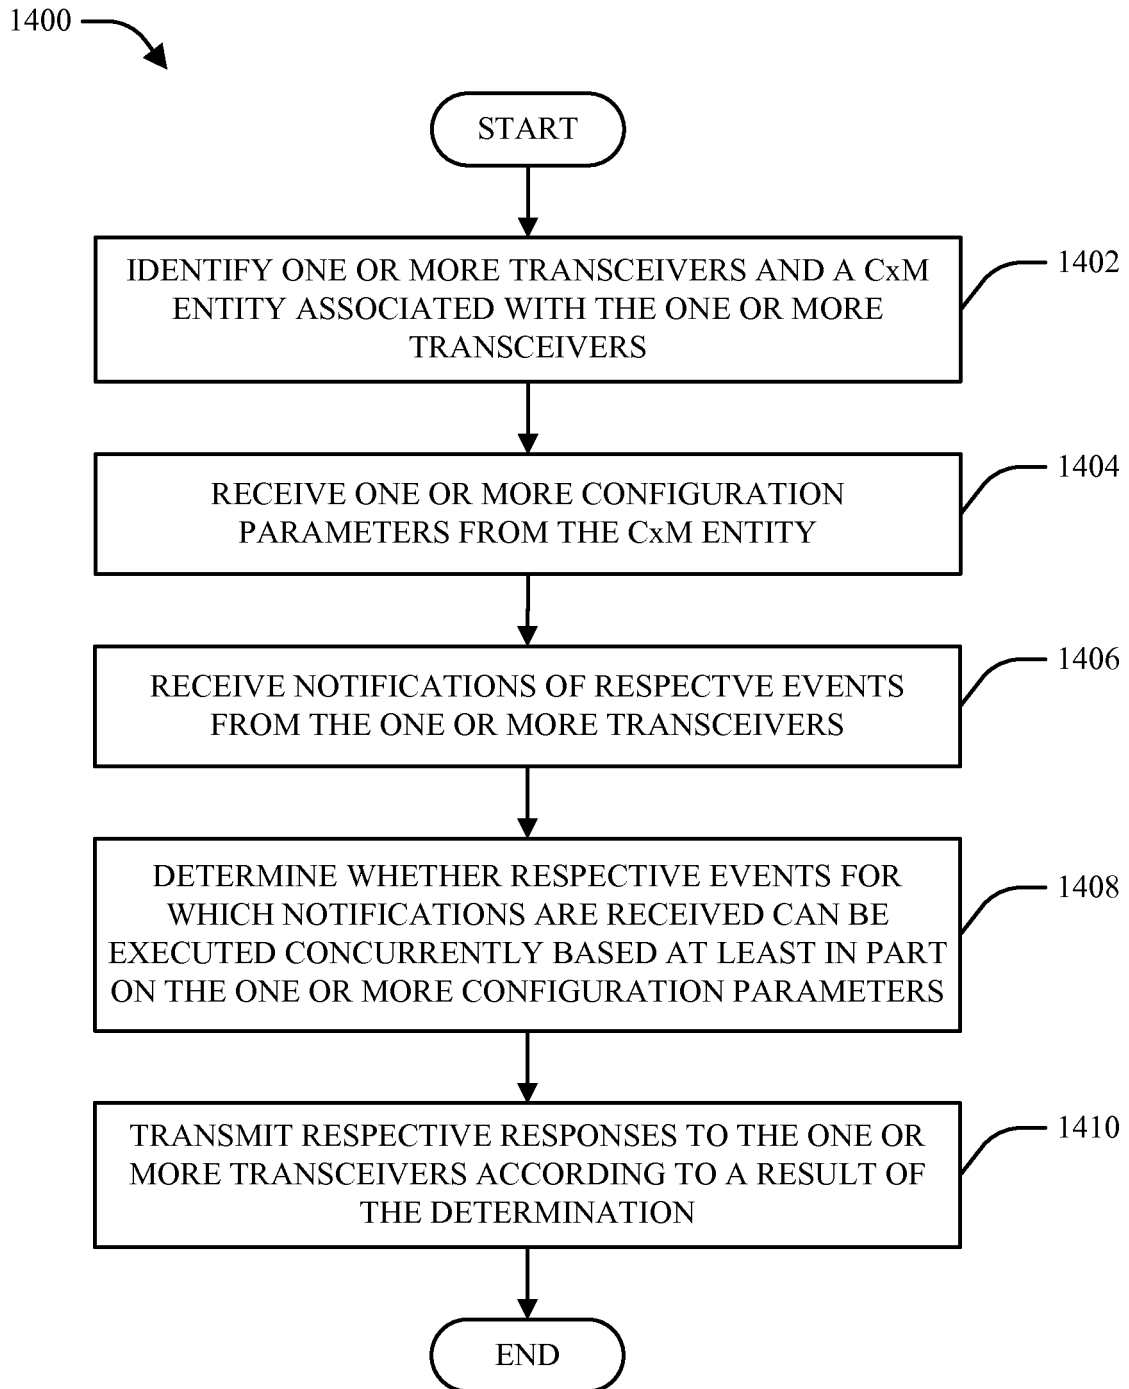 1400
START
IDENTIFY ONE OR MORE TRANSCEIVERS AND A CxM
ENTITY ASSOCIATED WITH THE ONE OR MORE
TRANSCEIVERS
1402
RECEIVE ONE OR MORE CONFIGURATION
PARAMETERS FROM THE CxM ENTITY
1404
RECEIVE NOTIFICATIONS OF RESPECTVE EVENTS
FROM THE ONE OR MORE TRANSCEIVERS
1406
DETERMINE WHETHER RESPECTIVE EVENTS FOR
WHICH NOTIFICATIONS ARE RECEIVED CAN BE
EXECUTED CONCURRENTLY BASED AT LEAST IN PART
ON THE ONE OR MORE CONFIGURATION PARAMETERS
1408
TRANSMIT RESPECTIVE RESPONSES TO THE ONE OR
MORE TRANSCEIVERS ACCORDING TO A RESULT OF
THE DETERMINATION
1410
END